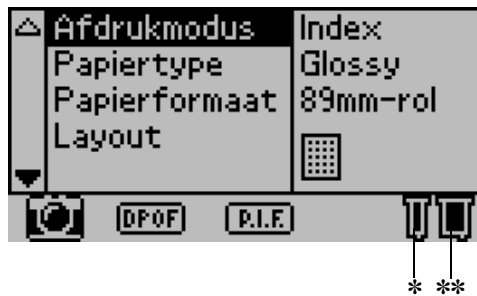 Afdrukmodus Index
Papiertype Glossy
Papierformaat 89mm-rol
Layout
DPOF P.I.F.
* **